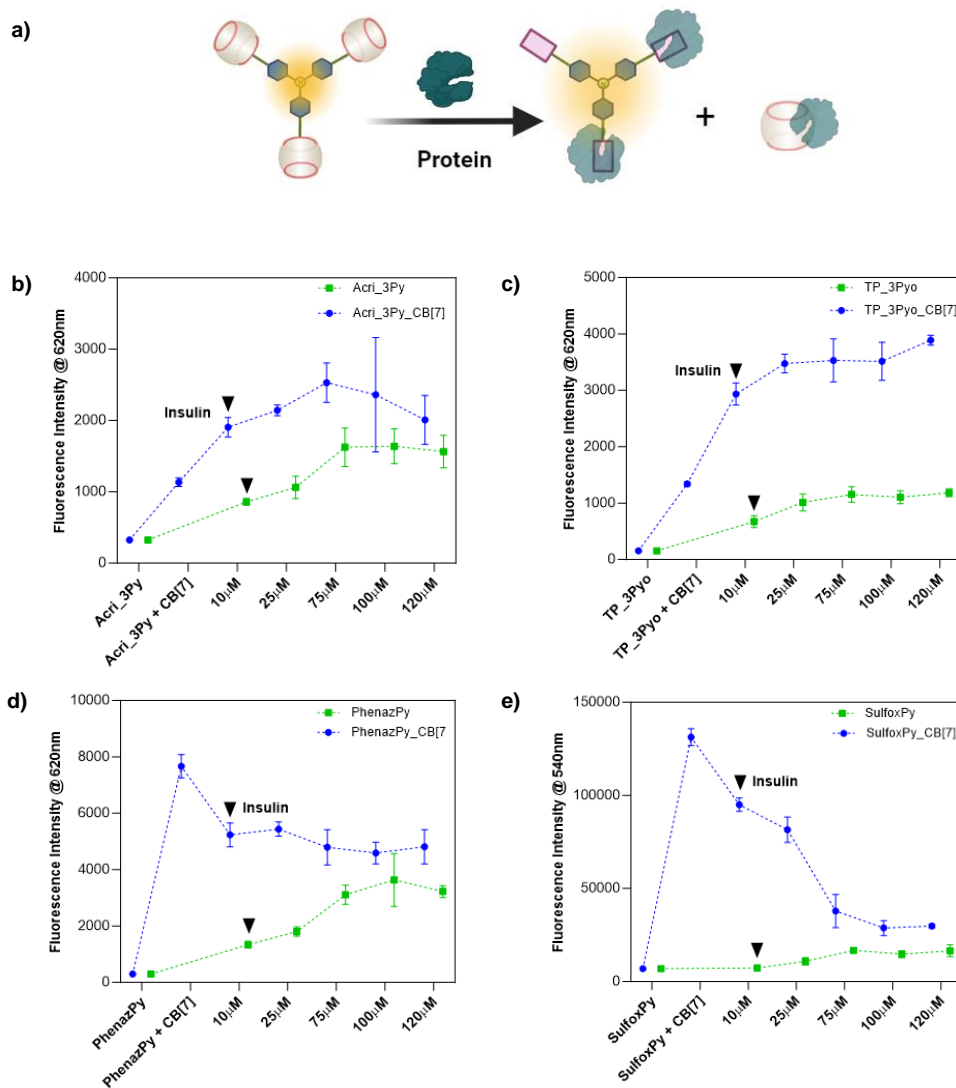 a)
N
Protein
+
N
b)
Fluorescence Intensity @ 620nm
4000
3000
2000
1000
0
Acri_3Py
Acri_3Py_CB[7]
Insulin
Acri_3Py
Acri_3Py + CB[7]
10µM
25µM
75µM
100µM
120µM
c)
Fluorescence Intensity @ 620nm
5000
4000
3000
2000
1000
0
TP_3Pyo
TP_3Pyo_CB[7]
Insulin
TP_3Pyo
TP_3Pyo + CB[7]
10µM
25µM
75µM
100µM
120µM
d)
Fluorescence Intensity @ 620nm
10000
8000
6000
4000
2000
0
PhenazPy
PhenazPy_CB[7
Insulin
PhenazPy
PhenazPy + CB[7]
10µM
25µM
75µM
100µM
120µM
e)
Fluorescence Intensity @ 540nm
150000
100000
50000
0
SulfoxPy
SulfoxPy_CB[7]
Insulin
SulfoxPy
SulfoxPy + CB[7]
10µM
25µM
75µM
100µM
120µM